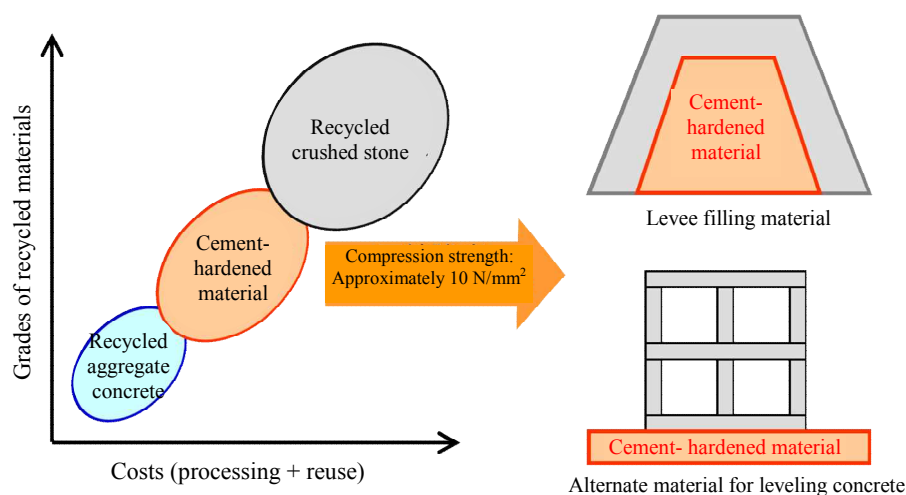 Grades of recycled materials
Recycled
crushed stone
Cement-
hardened
material
Recycled
aggregate
concrete
Costs (processing + reuse)
Compression strength:
Approximately 10 N/mm²
Cement-
hardened
material
Levee filling material
Cement- hardened material
Alternate material for leveling concrete